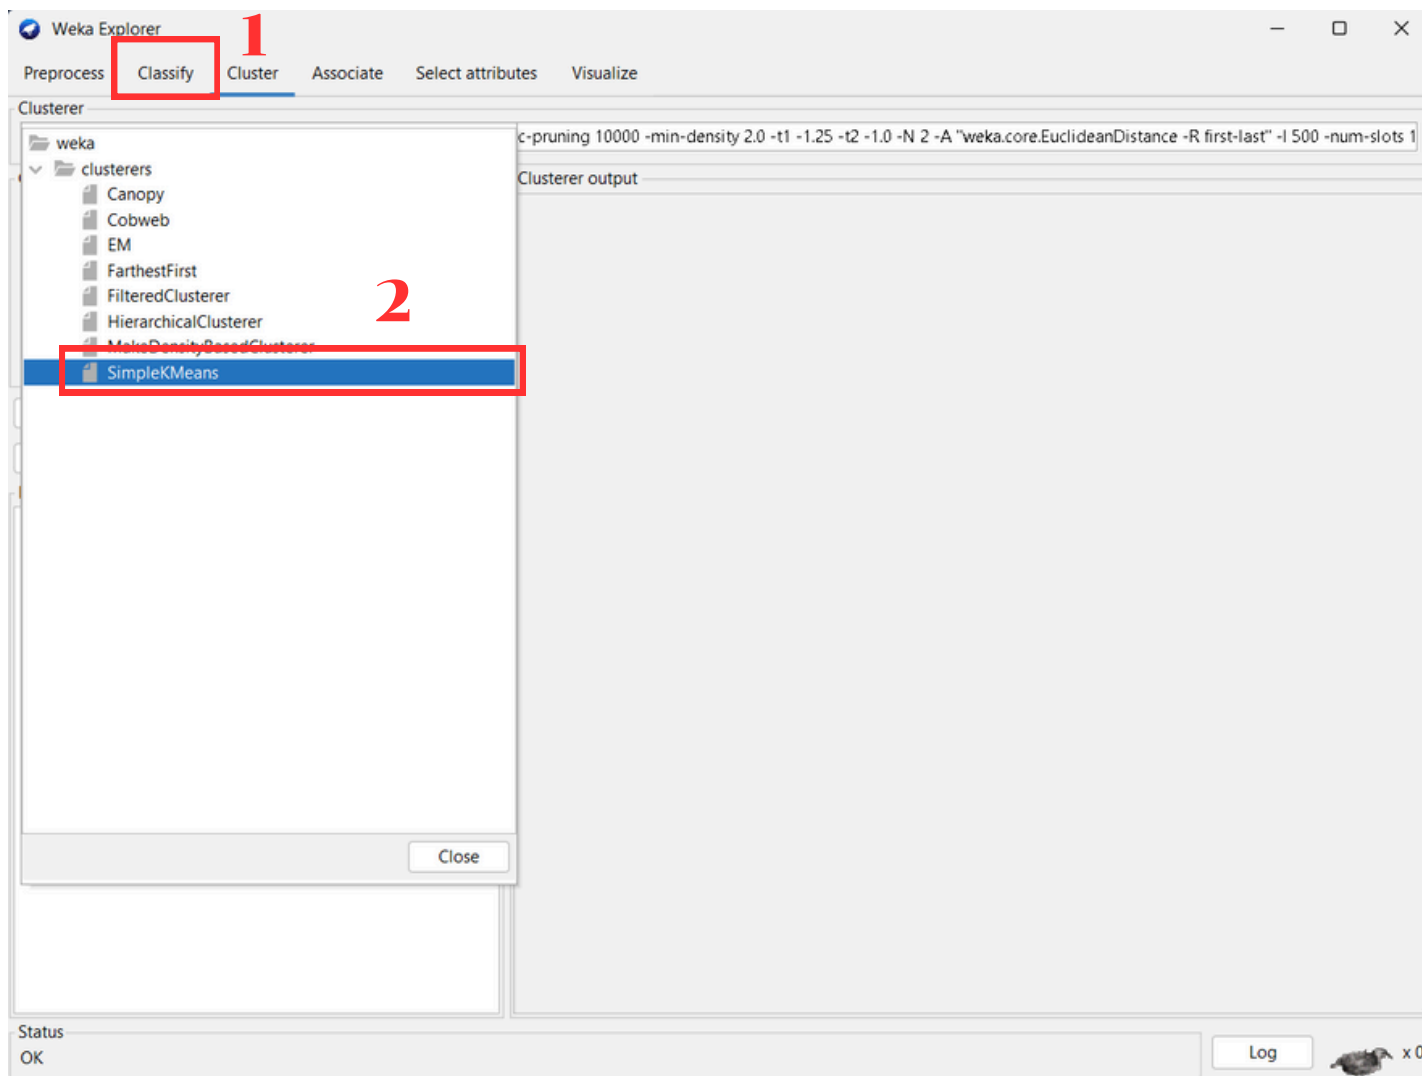 Weka Explorer
1
Preprocess Classify Cluster Associate Select attributes Visualize
Clusterer
c-pruning 10000 -min-density 2.0 -t1 -1.25 -t2 -1.0 -N 2 -A "weka.core.EuclideanDistance -R first-last" -I 500 -num-slots 1
weka
clusterers
Clusterer output
Canopy
Cobweb
EM
FarthestFirst
FilteredClusterer
2
HierarchicalClusterer
MakeDensityBasedClusterer
SimpleKMeans
Close
Status
OK
Log
x 0